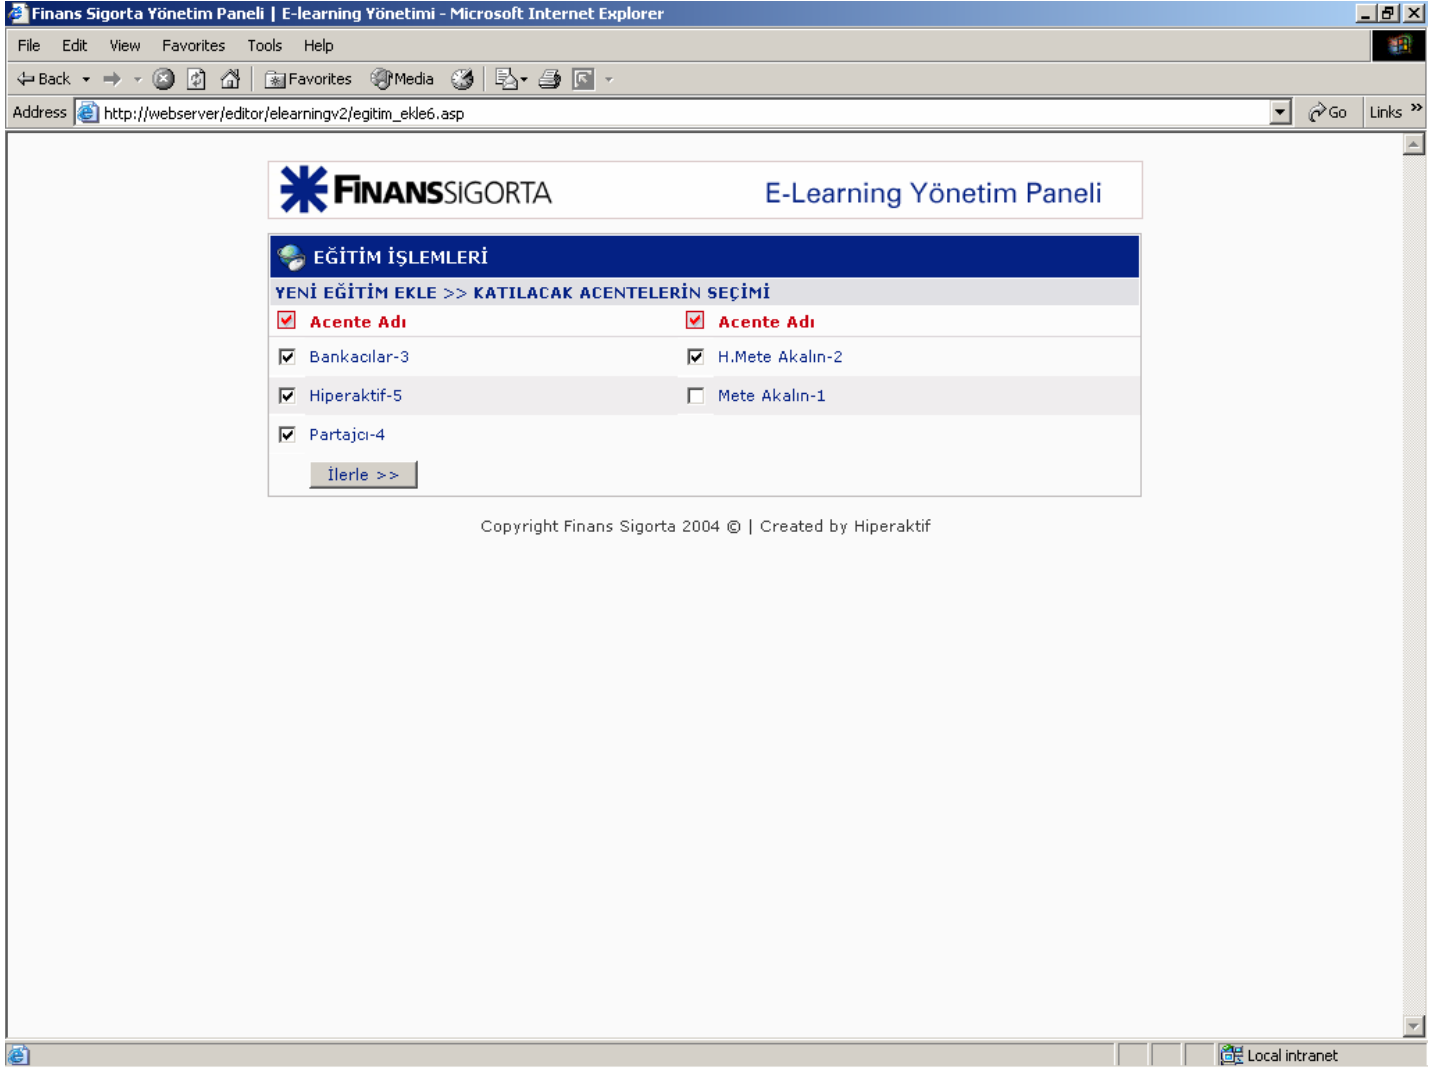 Finans Sigorta Yönetim Paneli | E-learning Yönetimi - Microsoft Internet Explorer
File Edit View Favorites Tools Help
Back Favorites Media
Address http://webserver/editor/elearningv2/egitim_ekle6.asp Go Links »
FİNANSSİGORTA E-Learning Yönetim Paneli
EĞİTİM İŞLEMLERİ
YENİ EĞİTİM EKLE >> KATILACAK ACENTELERİN SEÇİMİ
Acente Adı Acente Adı
Bankacılar-3 H.Mete Akalın-2
Hiperaktif-5 Mete Akalın-1
Partajcı-4
İlerle >>
Copyright Finans Sigorta 2004 © | Created by Hiperaktif
Local intranet